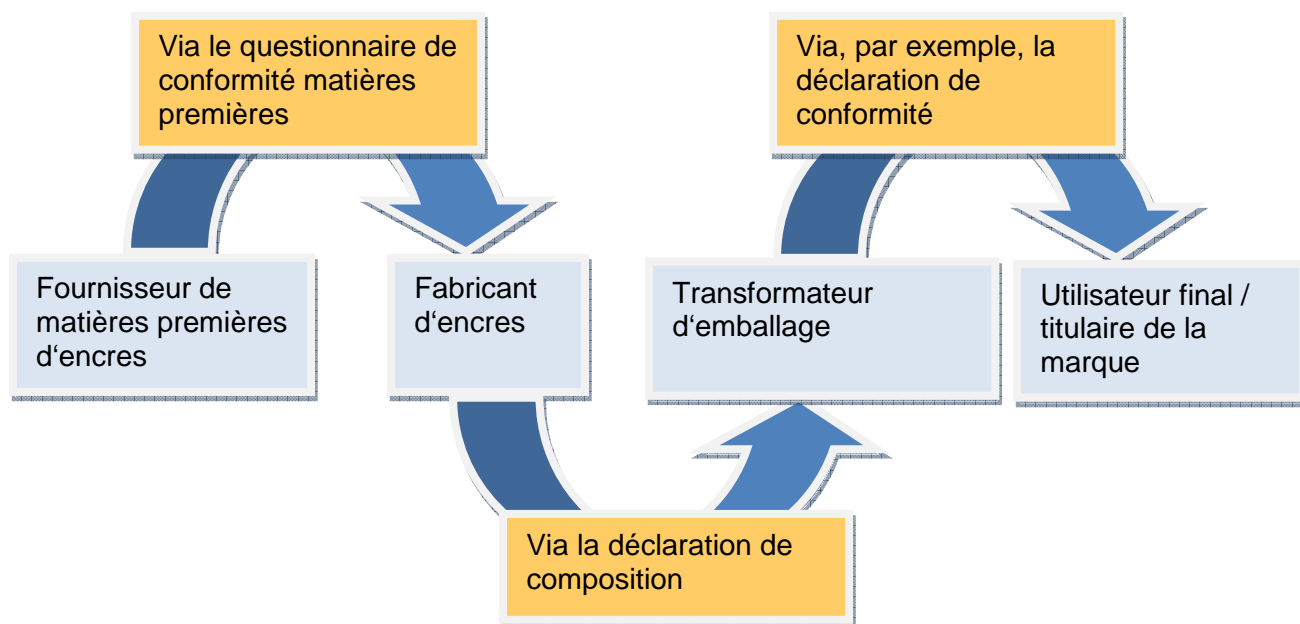 Via le questionnaire de
conformité matières
premières
Via, par exemple, la
déclaration de
conformité
Fournisseur de
matières premières
d‘encres
Fabricant
d‘encres
Transformateur
d‘emballage
Utilisateur final /
titulaire de la
marque
Via la déclaration de
composition